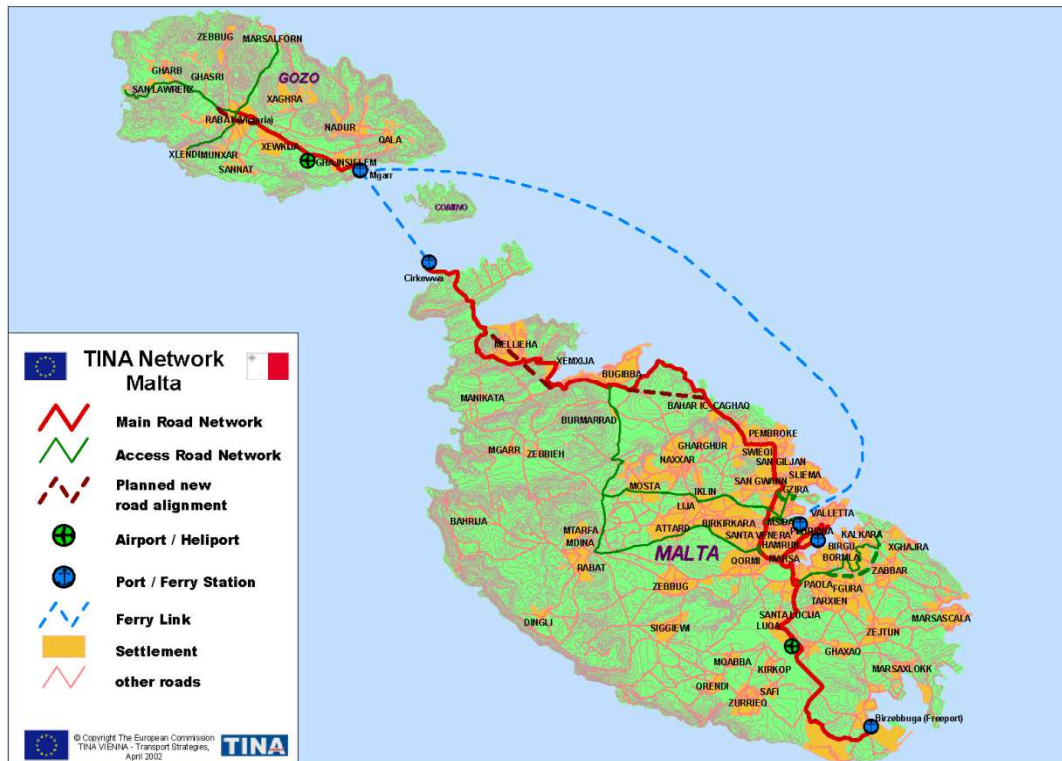 ZEBBUG
MARSALFORN
GHARB
GHASRI
GOZO
SAN LAWRENZ
XAGHRA
RABAT (Victoria)
NADUR
QALA
XLENDI
MUNXAR
XEWKIJA
GHAJNSIELEM
SANNAT
Mgarr
COMINO
Cirkewwa
MELLIEHA
XEMXIJA
BUGIBBA
MANIKATA
BAHAR IC_CAGHAQ
BURMARRAD
PEMBROKE
GHARGHUR
SWIEQI
MGARR
ZEBBIEH
NAXXAR
SAN GILJAN
SLIEMA
SAN GWANN
GZIRA
MOSTA
IKLIN
LIJA
VALLETTA
BAHRIJA
MTARFA
MDINA
ATTARD
BIRKIRKARA
MSIDA
FLORIANA
SANTA VENERA
HAMRUN
KALKARA
BIRGU
BORMLA
XGHAJRA
MALTA
MARSA
QORMI
ZABBAR
RABAT
ZEBBUG
PAOLA
FGURA
TARXIEN
DINGLI
SIGGIEWI
SANTA LUCIJA
LUQA
MARSASCALA
ZEJTUN
GHAXAQ
MQABBA
KIRKOP
MARSAXLOKK
QRENDI
SAFI
ZURRIEQ
Birzebbuga (Freeport)
TINA Network
Malta
Main Road Network
Access Road Network
Planned new
road alignment
Airport / Heliport
Port / Ferry Station
Ferry Link
Settlement
other roads
© Copyright The European Commission
TINA VIENNA - Transport Strategies,
April 2002
TINA